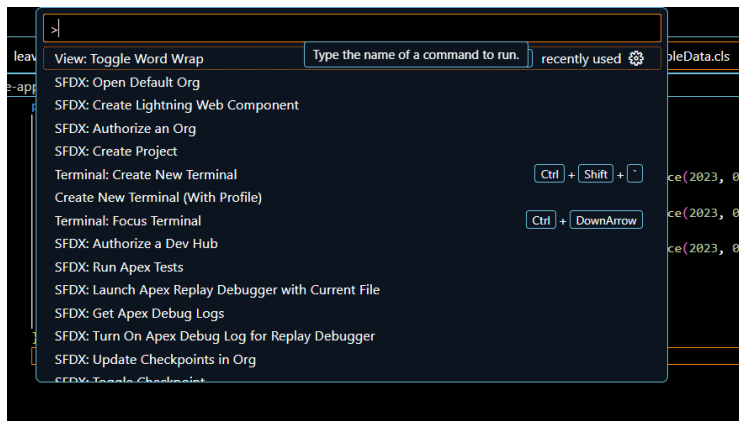 >
leav
Type the name of a command to run.
pleData.cls
View: Toggle Word Wrap
recently used
SFDX: Open Default Org
e-app
SFDX: Create Lightning Web Component
SFDX: Authorize an Org
SFDX: Create Project
Terminal: Create New Terminal Ctrl + Shift + `
ce(2023, 0
Create New Terminal (With Profile)
Terminal: Focus Terminal Ctrl + DownArrow
ce(2023, 0
SFDX: Authorize a Dev Hub
ce(2023, 0
SFDX: Run Apex Tests
SFDX: Launch Apex Replay Debugger with Current File
SFDX: Get Apex Debug Logs
SFDX: Turn On Apex Debug Log for Replay Debugger
}
SFDX: Update Checkpoints in Org
SFDX: Toggle Checkpoint